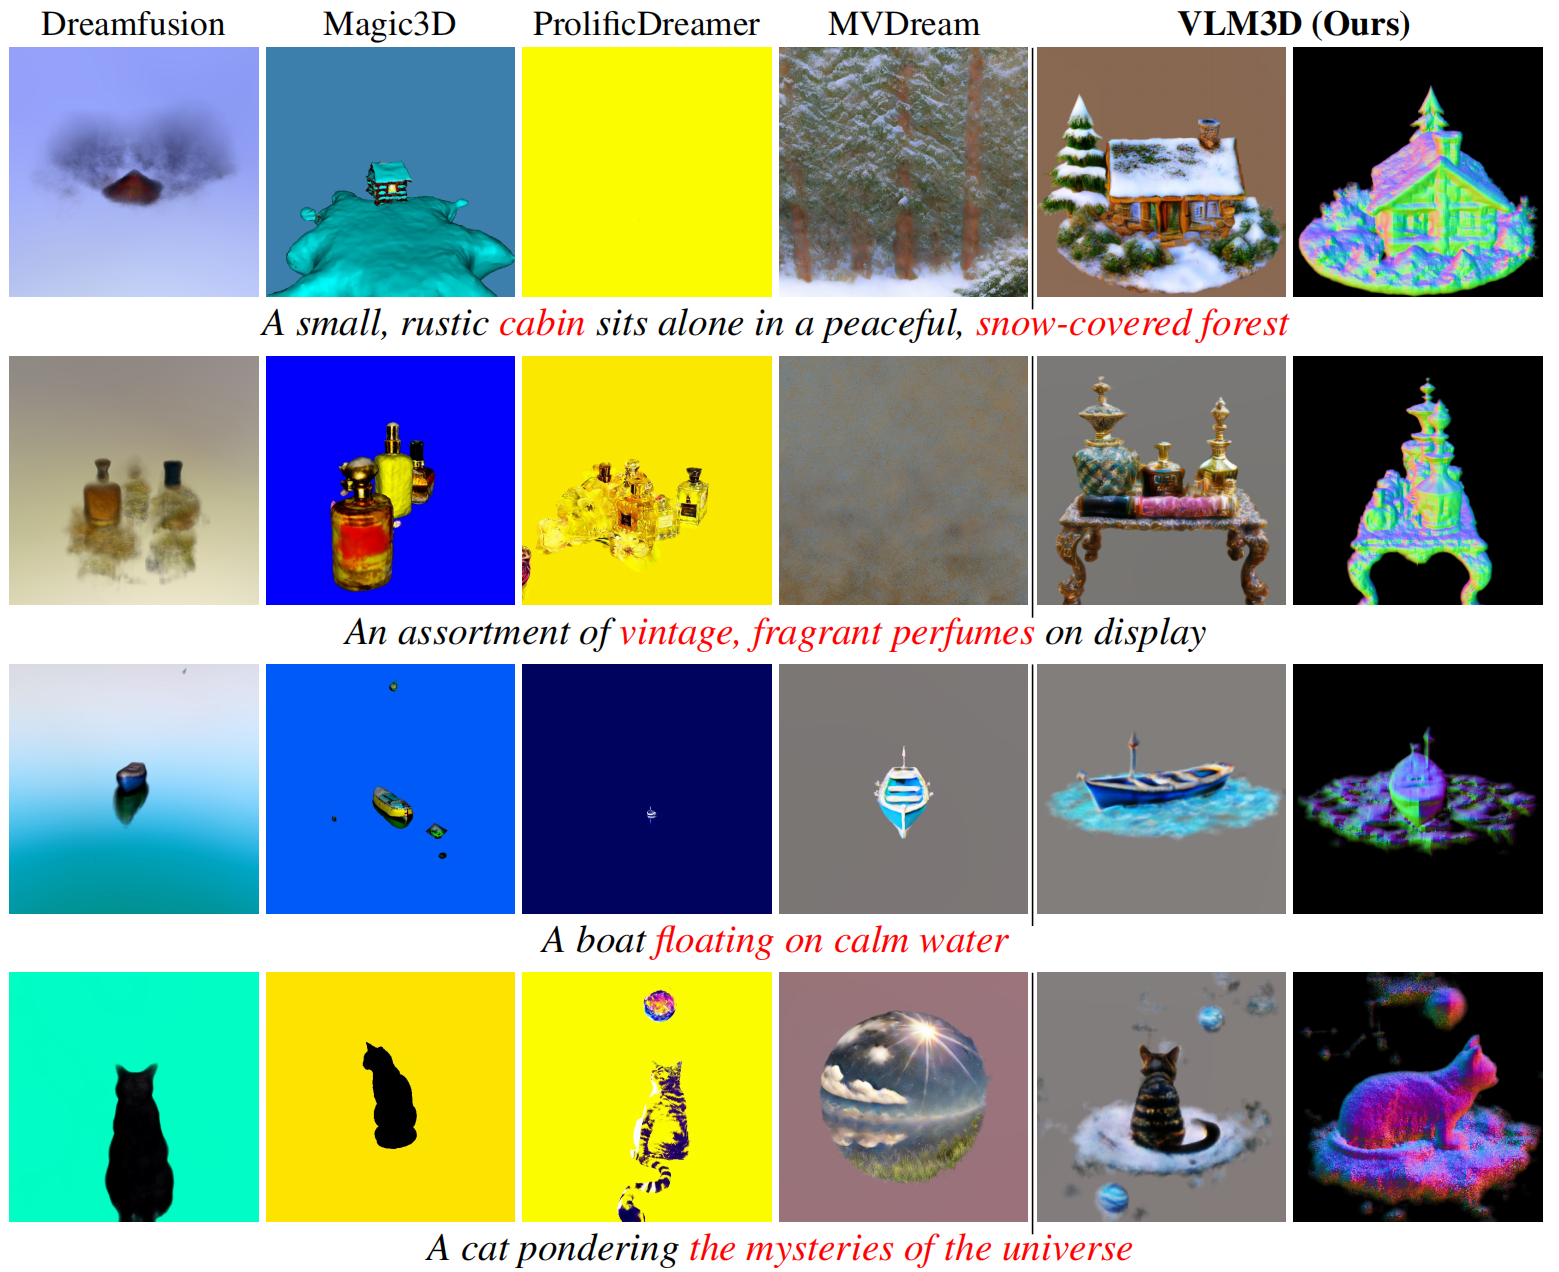 Dreamfusion Magic3D ProlificDreamer MVDream VLM3D (Ours)
A small, rustic cabin sits alone in a peaceful, snow-covered forest
An assortment of vintage, fragrant perfumes on display
A boat floating on calm water
A cat pondering the mysteries of the universe